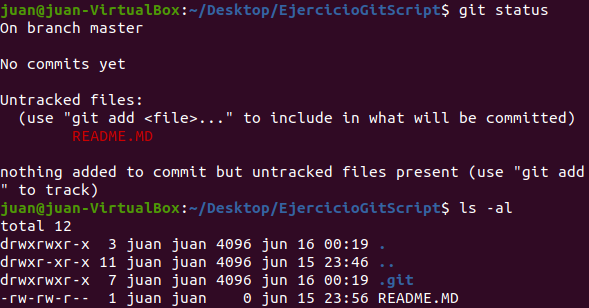 juan@juan-VirtualBox:~/Desktop/EjercicioGitScript$ git status
On branch master

No commits yet

Untracked files:
  (use "git add <file>..." to include in what will be committed)
        README.MD

nothing added to commit but untracked files present (use "git add
" to track)
juan@juan-VirtualBox:~/Desktop/EjercicioGitScript$ ls -al
total 12
drwxrwxr-x  3 juan juan 4096 jun 16 00:19 .
drwxr-xr-x 11 juan juan 4096 jun 15 23:46 ..
drwxrwxr-x  7 juan juan 4096 jun 16 00:19 .git
-rw-rw-r--  1 juan juan    0 jun 15 23:56 README.MD